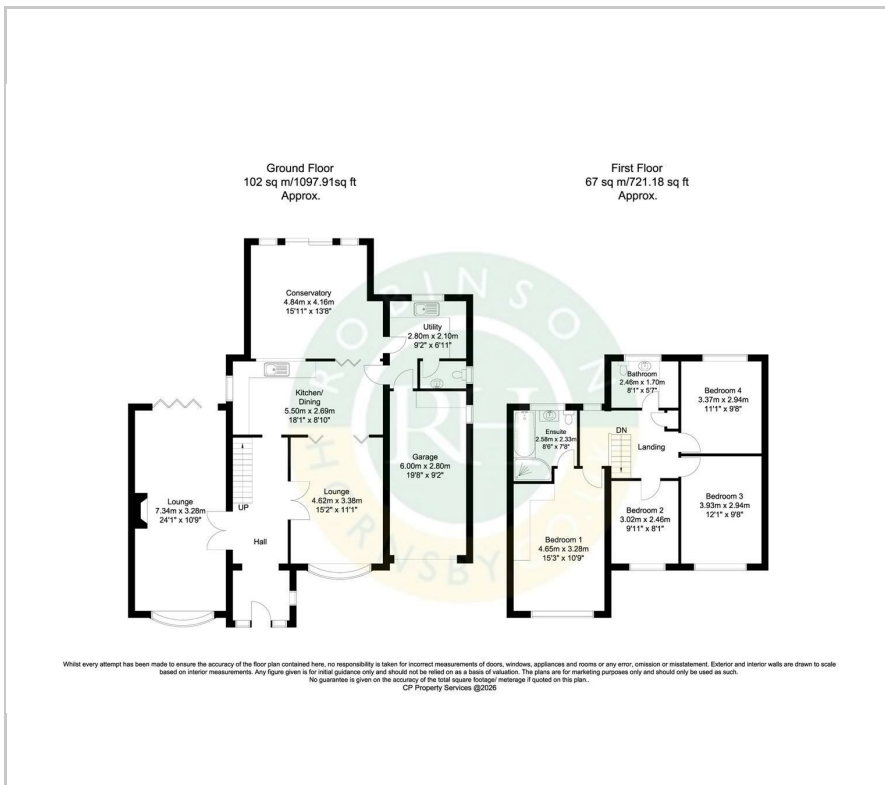 Ground Floor
102 sq m/1097.91sq ft
Approx.
First Floor
67 sq m/721.18 sq ft
Approx.
Conservatory
4.84m x 4.16m
15'11" x 13'8"
Utility
2.80m x 2.10m
9'2" x 6'11"
Kitchen/
Dining
5.50m x 2.69m
18'1" x 8'10"
Garage
6.00m x 2.80m
19'8" x 9'2"
Lounge
7.34m x 3.28m
24'1" x 10'9"
UP
Hall
Lounge
4.62m x 3.38m
15'2" x 11'1"
Bathroom
2.46m x 1.70m
8'1" x 5'7"
Bedroom 4
3.37m x 2.94m
11'1" x 9'8"
Ensuite
2.58m x 2.33m
8'6" x 7'8"
DN
Landing
Bedroom 1
4.65m x 3.28m
15'3" x 10'9"
Bedroom 2
3.02m x 2.46m
9'11" x 8'1"
Bedroom 3
3.93m x 2.94m
12'1" x 9'8"
ROBINSON
RH
HORNSBY
Whilst every attempt has been made to ensure the accuracy of the floor plan contained here, no responsibility is taken for incorrect measurements of doors, windows, appliances and rooms or any error, omission or misstatement. Exterior and interior walls are drawn to scale
based on interior measurements. Any figure given is for initial guidance only and should not be relied on as a basis of valuation. The plans are for marketing purposes only and should only be used as such.
No guarantee is given on the accuracy of the total square footage/ meterage if quoted on this plan..
CP Property Services @2026